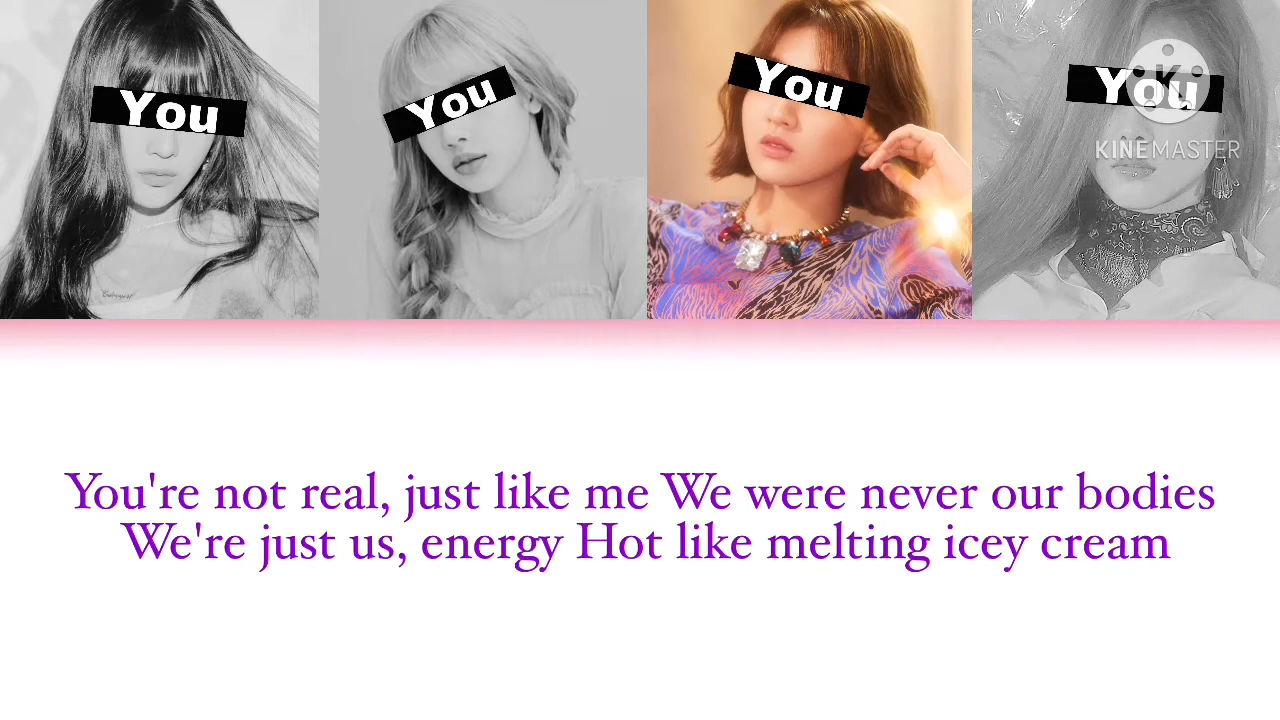 You
You
You
You
K
KINEMASTER
You're not real, just like me We were never our bodies
We're just us, energy Hot like melting icey cream